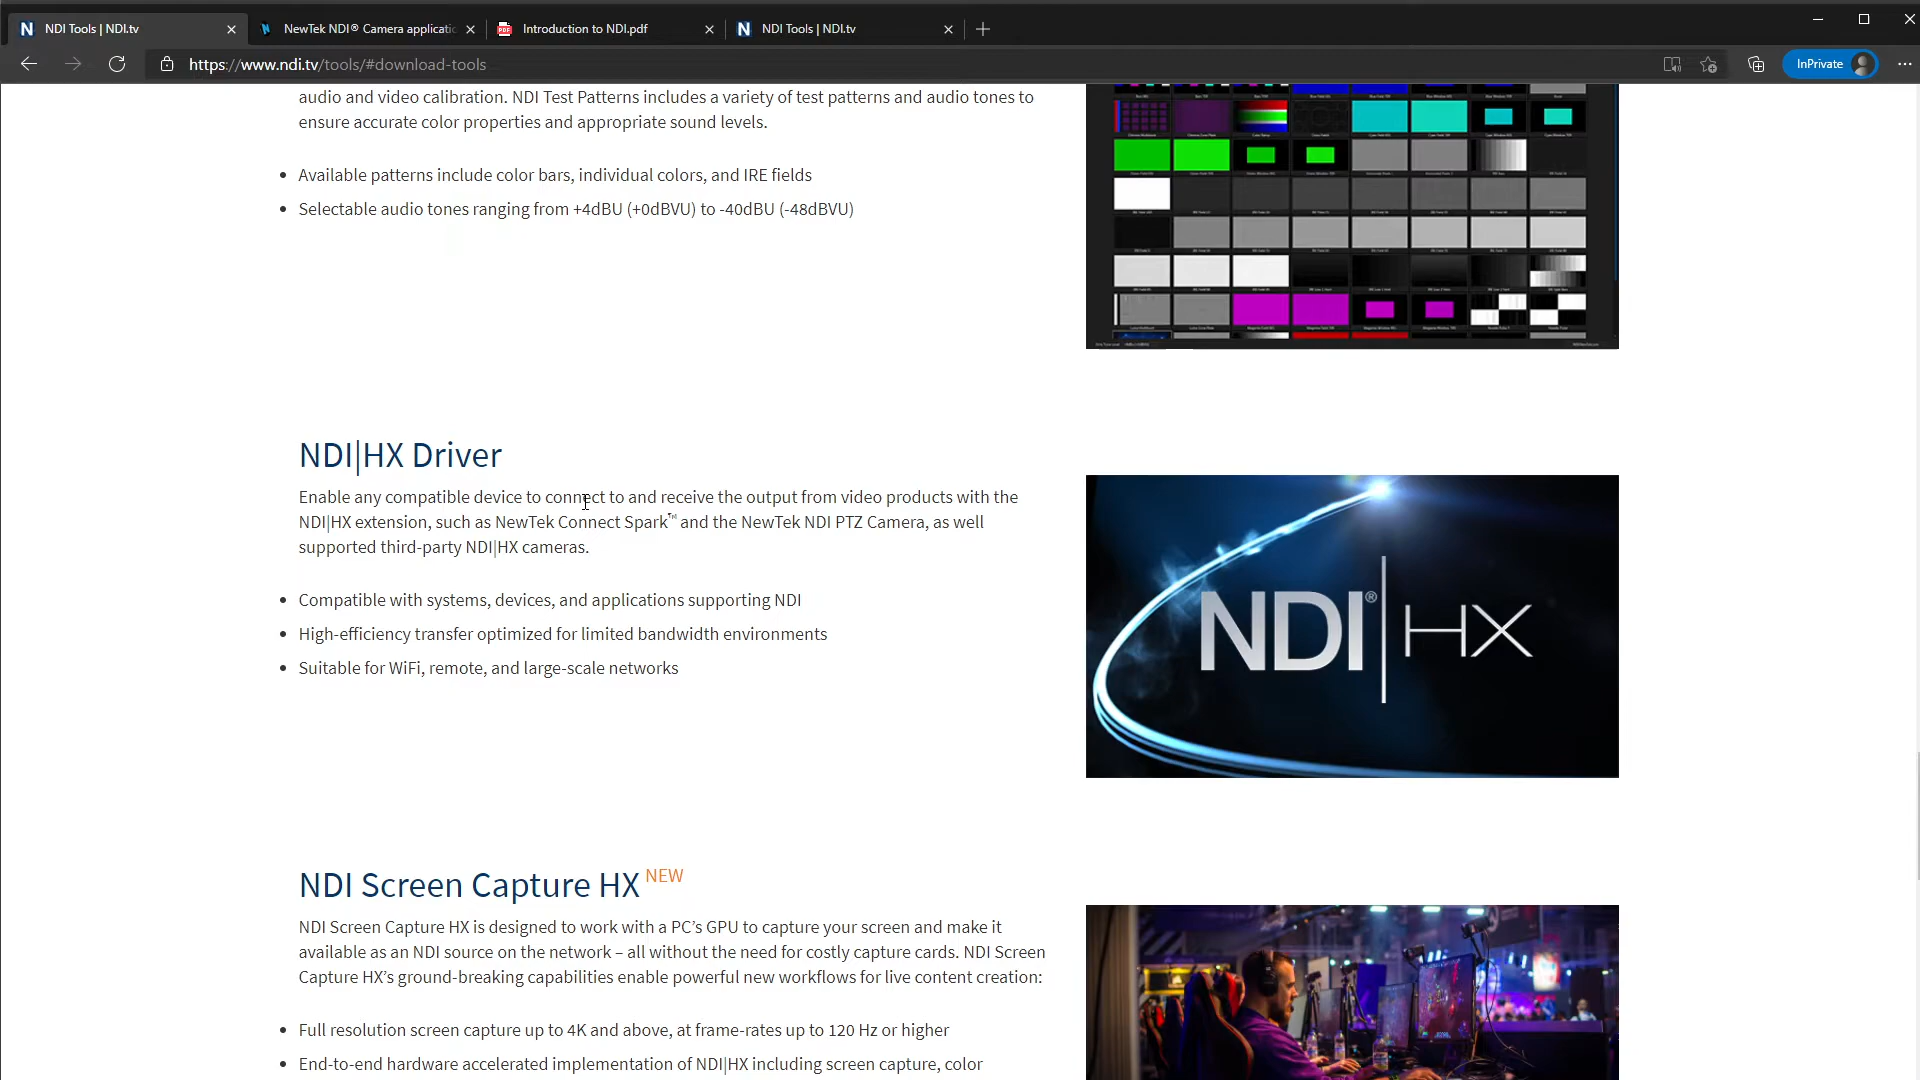 NDI Tools | NDI.tv
NewTek NDI® Camera applicatio
Introduction to NDI.pdf
NDI Tools | NDI.tv
https://www.ndi.tv/tools/#download-tools
InPrivate
audio and video calibration. NDI Test Patterns includes a variety of test patterns and audio tones to
ensure accurate color properties and appropriate sound levels.
• Available patterns include color bars, individual colors, and IRE fields
• Selectable audio tones ranging from +4dBU (+0dBVU) to -40dBU (-48dBVU)
NDI|HX Driver
Enable any compatible device to connect to and receive the output from video products with the
NDI|HX extension, such as NewTek Connect Spark™ and the NewTek NDI PTZ Camera, as well
supported third-party NDI|HX cameras.
• Compatible with systems, devices, and applications supporting NDI
• High-efficiency transfer optimized for limited bandwidth environments
• Suitable for WiFi, remote, and large-scale networks
NDI® | HX
NDI Screen Capture HX NEW
NDI Screen Capture HX is designed to work with a PC’s GPU to capture your screen and make it
available as an NDI source on the network – all without the need for costly capture cards. NDI Screen
Capture HX’s ground-breaking capabilities enable powerful new workflows for live content creation:
• Full resolution screen capture up to 4K and above, at frame-rates up to 120 Hz or higher
• End-to-end hardware accelerated implementation of NDI|HX including screen capture, color